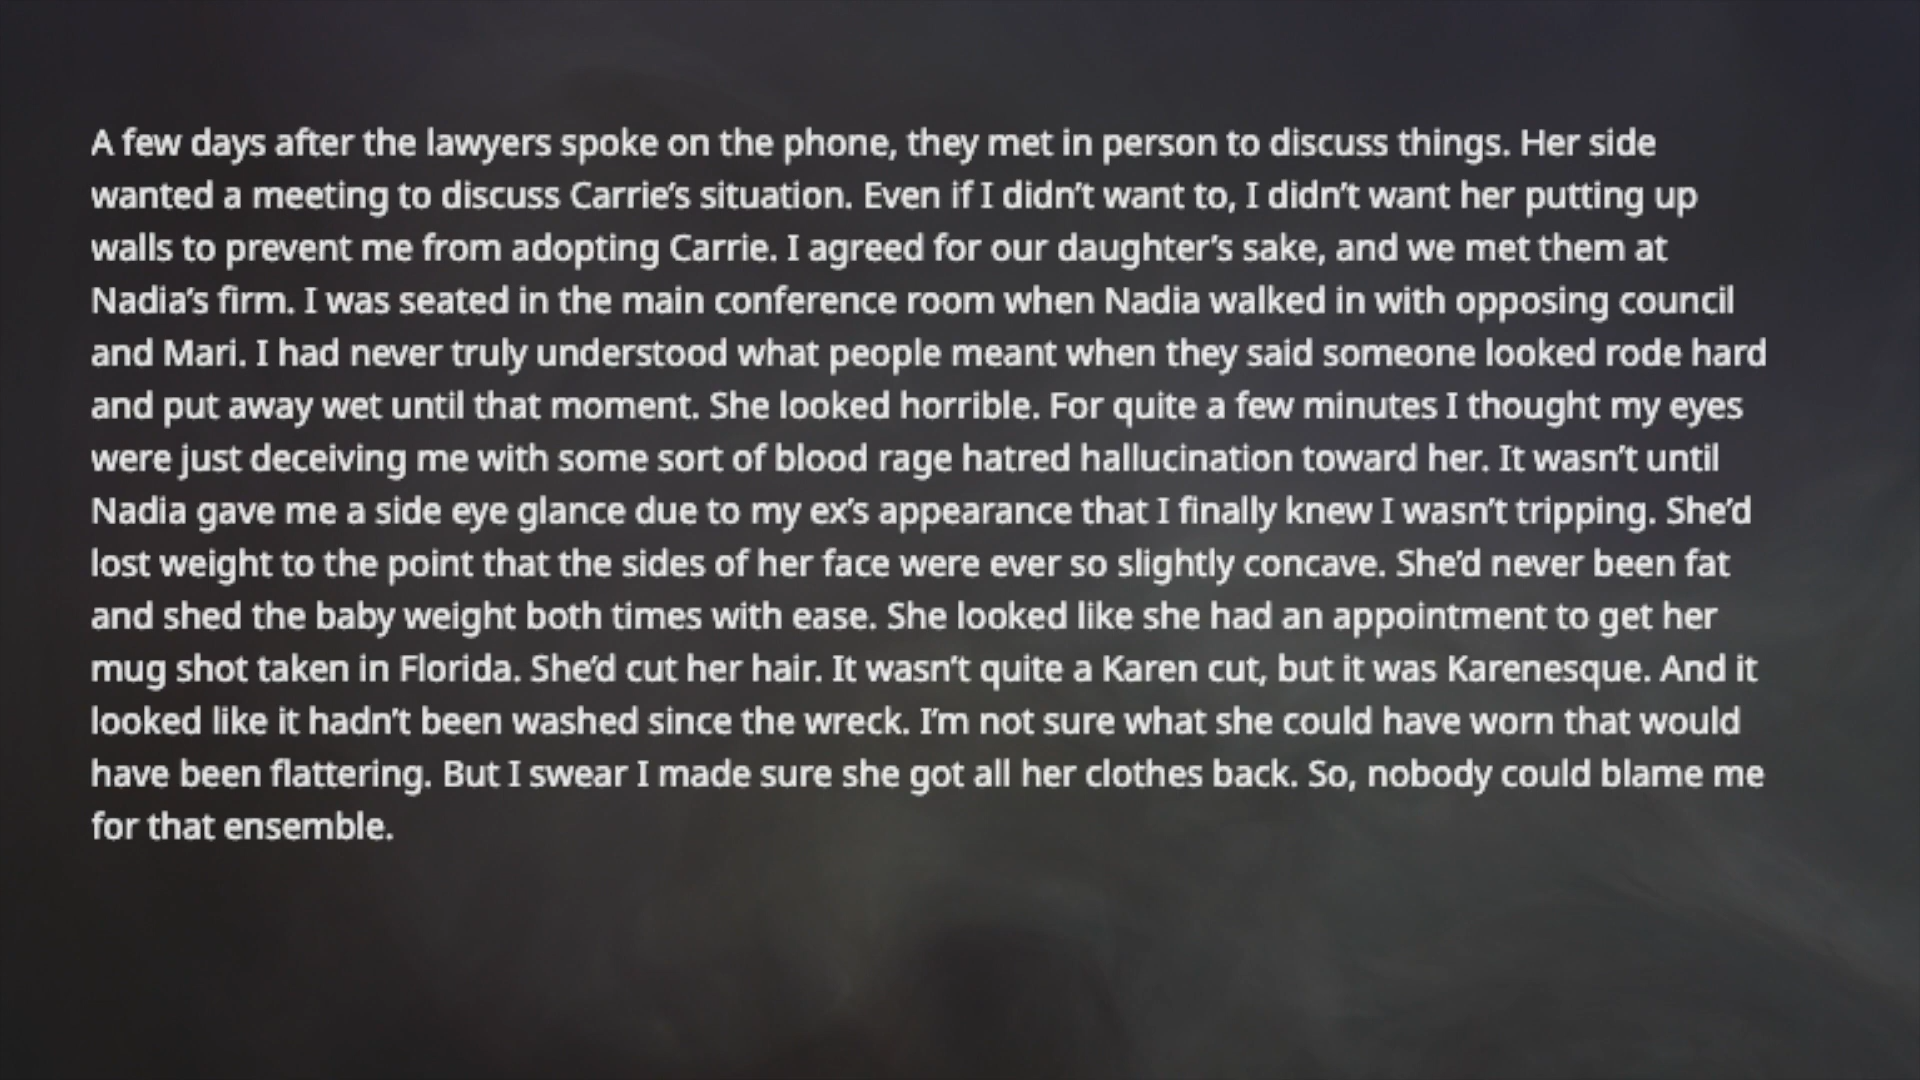 A few days after the lawyers spoke on the phone, they met in person to discuss things. Her side
wanted a meeting to discuss Carrie’s situation. Even if I didn’t want to, I didn’t want her putting up
walls to prevent me from adopting Carrie. I agreed for our daughter’s sake, and we met them at
Nadia’s firm. I was seated in the main conference room when Nadia walked in with opposing council
and Mari. I had never truly understood what people meant when they said someone looked rode hard
and put away wet until that moment. She looked horrible. For quite a few minutes I thought my eyes
were just deceiving me with some sort of blood rage hatred hallucination toward her. It wasn’t until
Nadia gave me a side eye glance due to my ex’s appearance that I finally knew I wasn’t tripping. She’d
lost weight to the point that the sides of her face were ever so slightly concave. She’d never been fat
and shed the baby weight both times with ease. She looked like she had an appointment to get her
mug shot taken in Florida. She’d cut her hair. It wasn’t quite a Karen cut, but it was Karenesque. And it
looked like it hadn’t been washed since the wreck. I’m not sure what she could have worn that would
have been flattering. But I swear I made sure she got all her clothes back. So, nobody could blame me
for that ensemble.